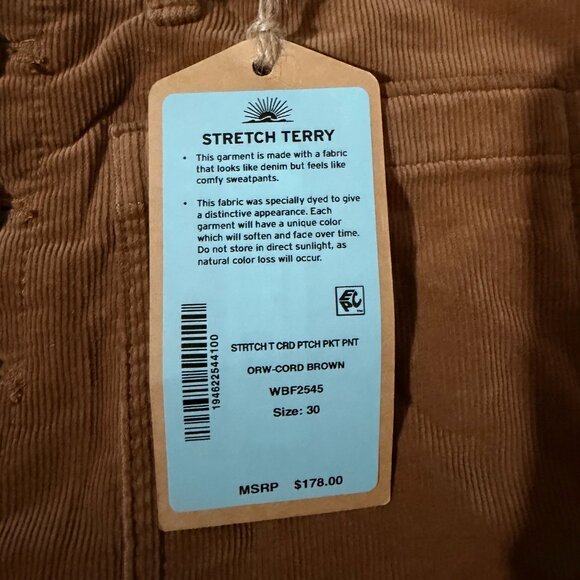 STRETCH TERRY
• This garment is made with a fabric
that looks like denim but feels like
comfy sweatpants.
• This fabric was specially dyed to give
a distinctive appearance. Each
garment will have a unique color
which will soften and face over time.
Do not store in direct sunlight, as
natural color loss will occur.
EPC
194622544100
STRTCH T CRD PTCH PKT PNT
ORW-CORD BROWN
WBF2545
Size: 30
MSRP $178.00